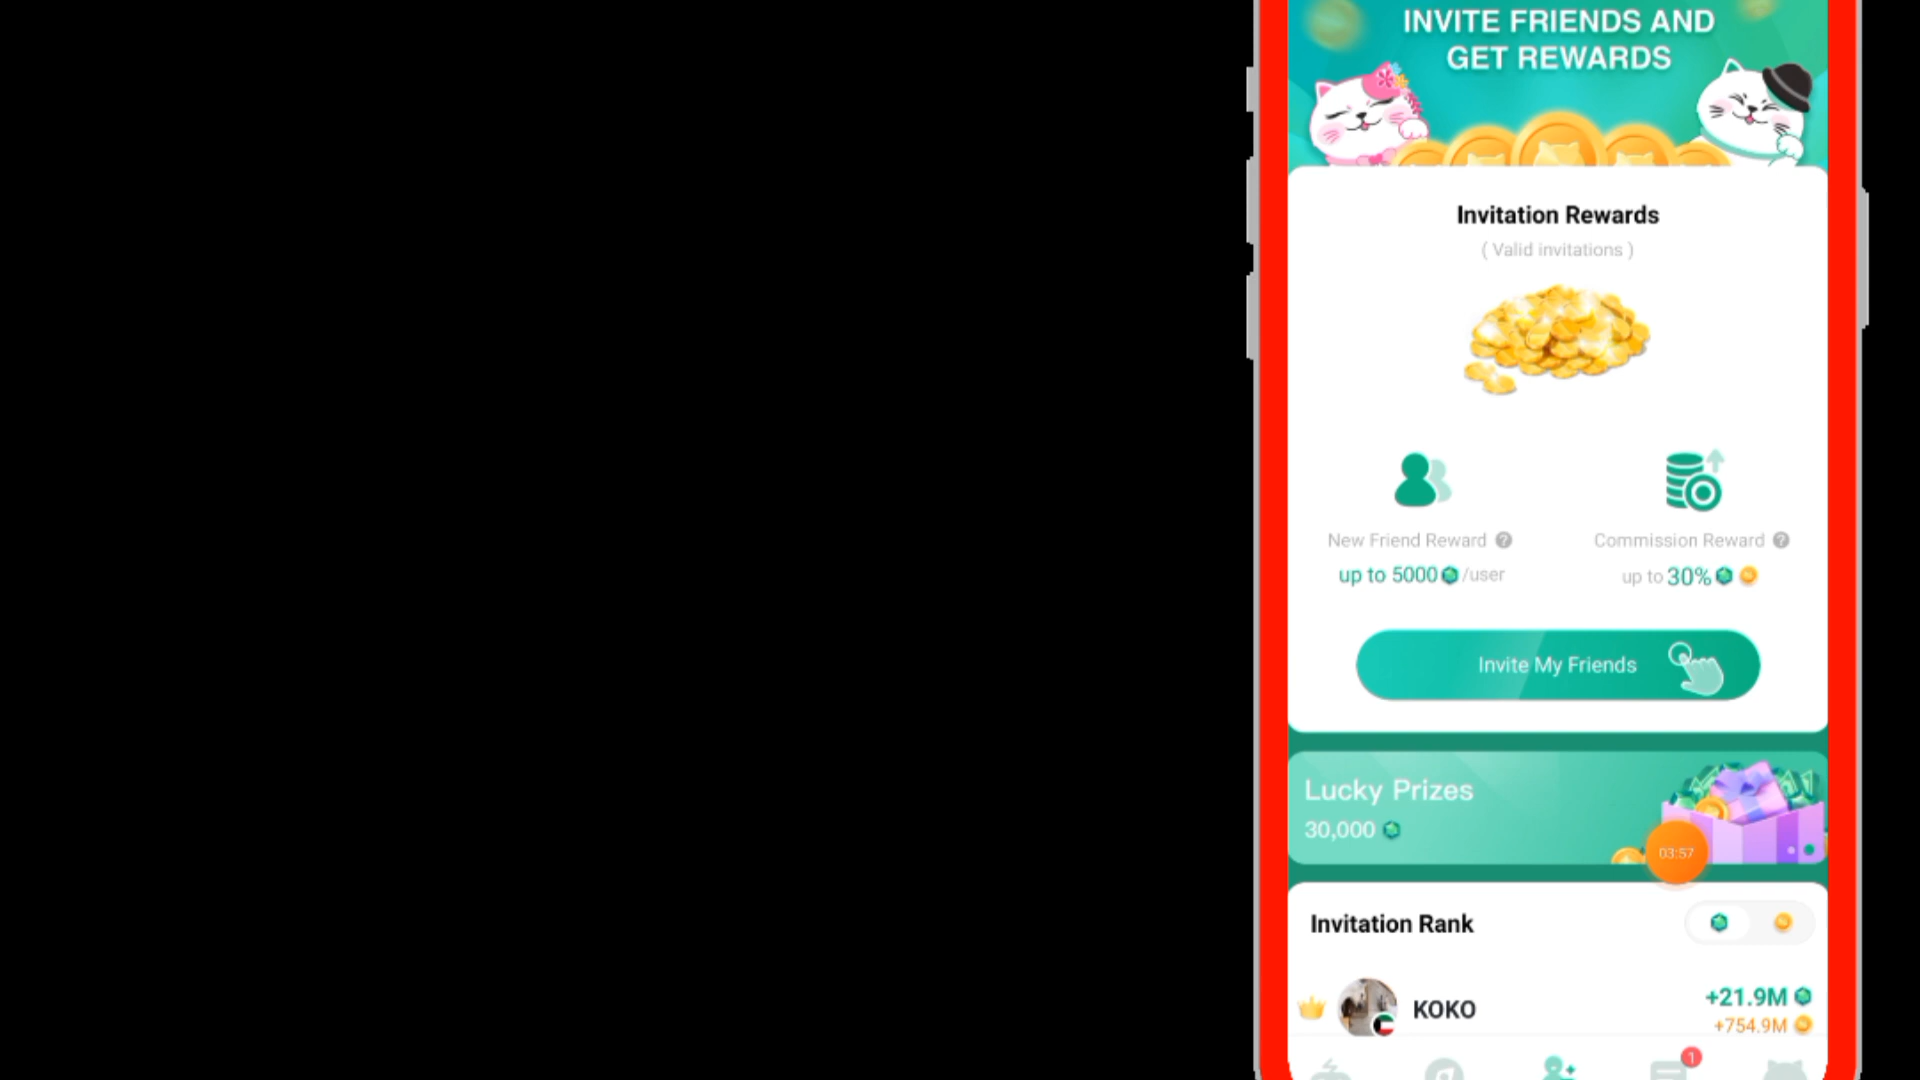 INVITE FRIENDS AND
GET REWARDS
Invitation Rewards
( Valid invitations )
New Friend Reward ?
up to 5000 /user
Commission Reward ?
up to 30%
Invite My Friends
Lucky Prizes
30,000
03:57
Invitation Rank
KOKO
+21.9M
+754.9M
1